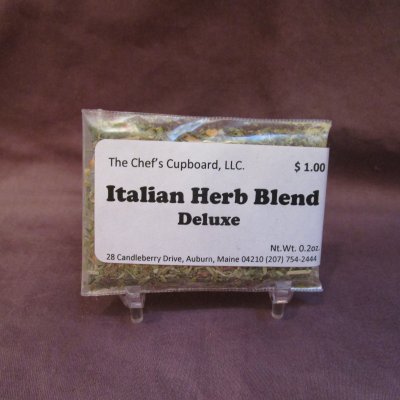 The Chef's Cupboard, LLC. $ 1.00
Italian Herb Blend
Deluxe
Nt.Wt. 0.2oz
28 Candleberry Drive, Auburn, Maine 04210 (207) 754-2444